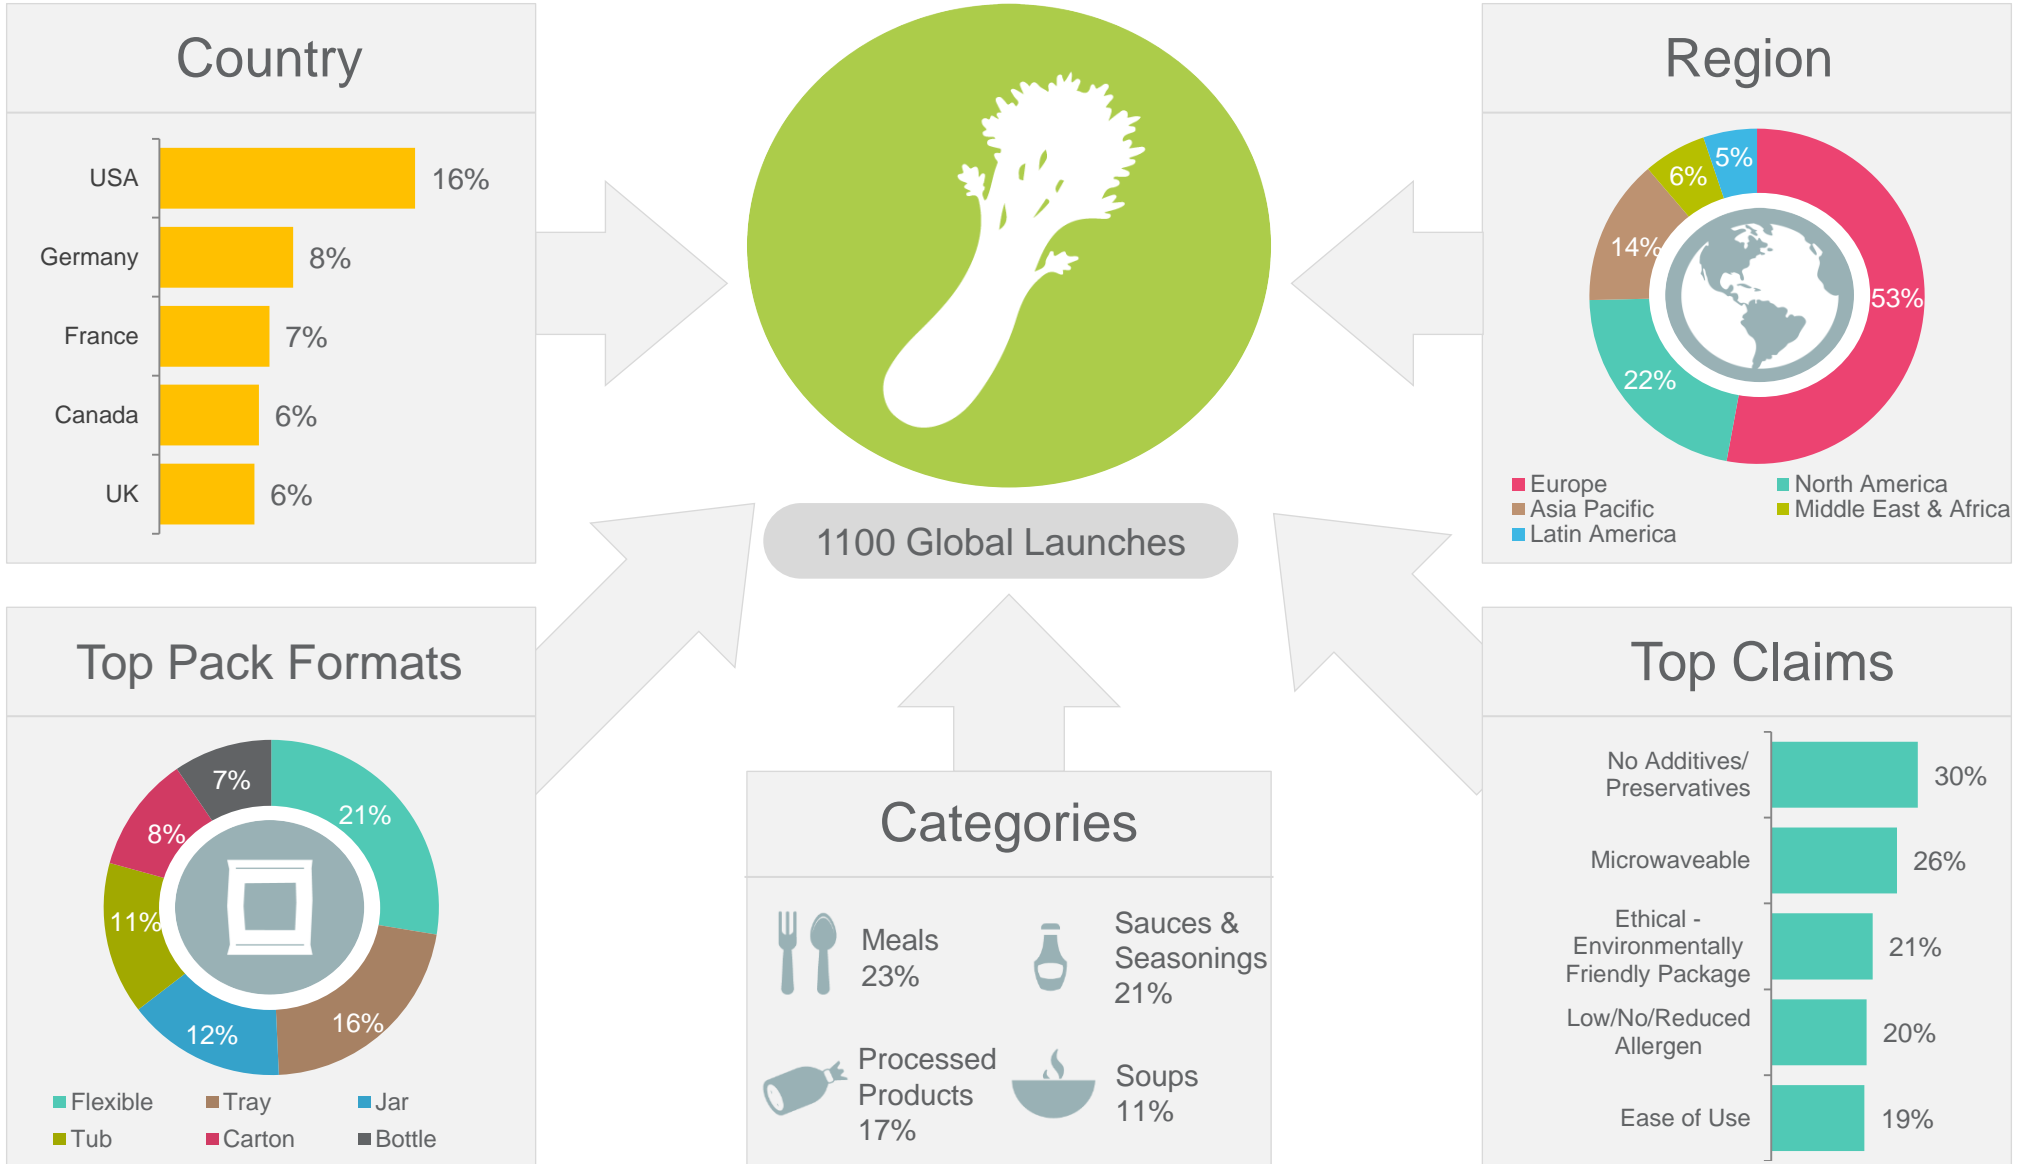 Country
USA
16%
Germany
8%
France
7%
Canada
6%
UK
6%
1100 Global Launches
Region
5%
6%
14%
53%
22%
Europe
North America
Asia Pacific
Middle East & Africa
Latin America
Top Pack Formats
7%
21%
8%
11%
16%
12%
Flexible
Tray
Jar
Tub
Carton
Bottle
Categories
Meals
23%
Sauces &
Seasonings
21%
Processed
Products
17%
Soups
11%
Top Claims
No Additives/
Preservatives
30%
Microwaveable
26%
Ethical -
Environmentally
Friendly Package
21%
Low/No/Reduced
Allergen
20%
Ease of Use
19%